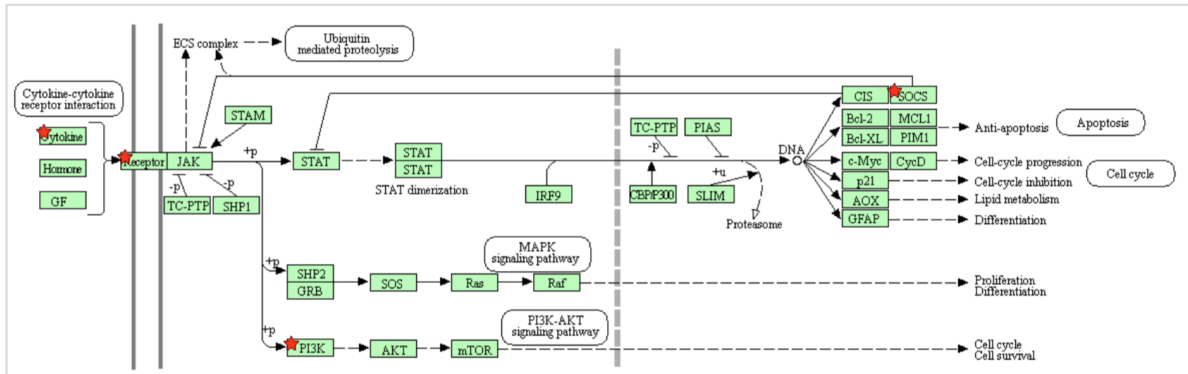 Ubiquitin
mediated proteolysis
ECS complex
Cytokine-cytokine
receptor interaction
Cytokine
Hormone
GF
STAM
Receptor
JAK
+p
-p
-p
TC-PTP
SHP1
STAT
STAT
STAT
STAT dimerization
IRF9
TC-PTP
PIAS
-p
+u
CBP/P300
SLIM
Proteasome
DNA
CIS
SOCS
Bcl-2
MCL1
Bcl-XL
PIM1
c-Myc
CycD
p21
AOX
GFAP
Anti-apoptosis
Apoptosis
Cell-cycle progression
Cell-cycle inhibition
Cell cycle
Lipid metabolism
Differentiation
+p
SHP2
GRB
SOS
Ras
Raf
MAPK
signaling pathway
Proliferation
Differentiation
+p
PI3K
AKT
mTOR
PI3K-AKT
signaling pathway
Cell cycle
Cell survival